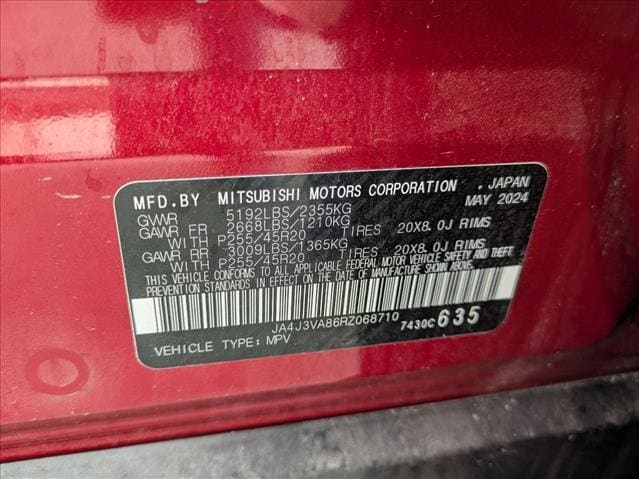 MFD.BY MITSUBISHI MOTORS CORPORATION . JAPAN
GVWR 5192LBS/2355KG MAY 2024
GAWR FR 2668LBS/1210KG
WITH P255/45R20 TIRES 20X8.0J RIMS
GAWR RR 3009LBS/1365KG
WITH P255/45R20 TIRES 20X8.0J RIMS
THIS VEHICLE CONFORMS TO ALL APPLICABLE FEDERAL MOTOR VEHICLE SAFETY AND THEFT
PREVENTION STANDARDS IN EFFECT ON THE DATE OF MANUFACTURE SHOWN ABOVE.
JA4J3VA86RZ068710 7430C 635
VEHICLE TYPE: MPV